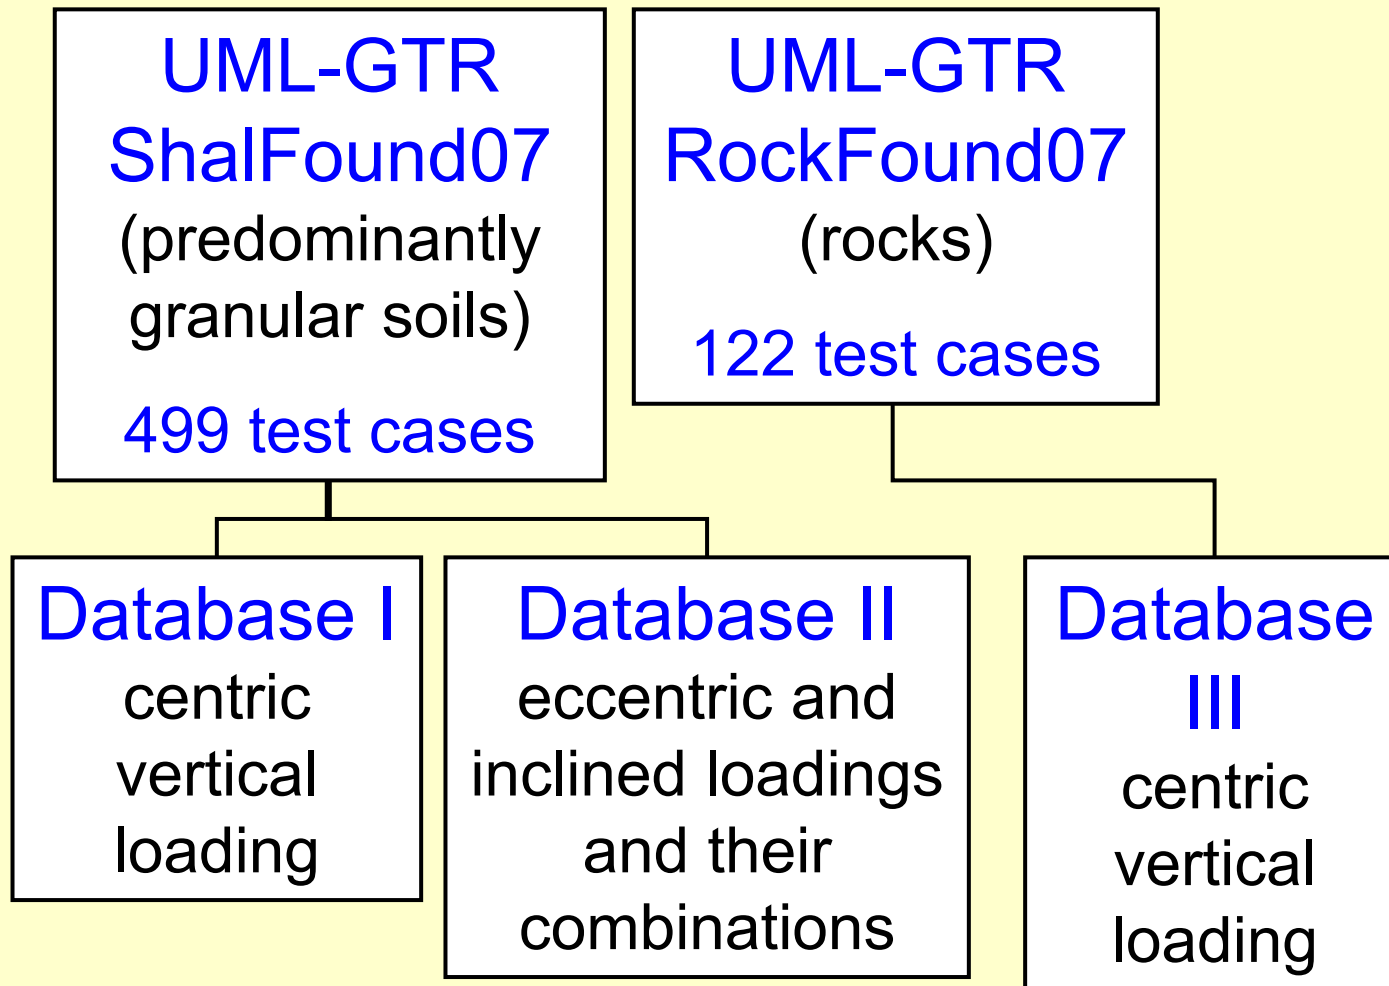 UML-GTR
ShalFound07
(predominantly
granular soils)
499 test cases
UML-GTR
RockFound07
(rocks)
122 test cases
Database I
centric
vertical
loading
Database II
eccentric and
inclined loadings
and their
combinations
Database
III
centric
vertical
loading